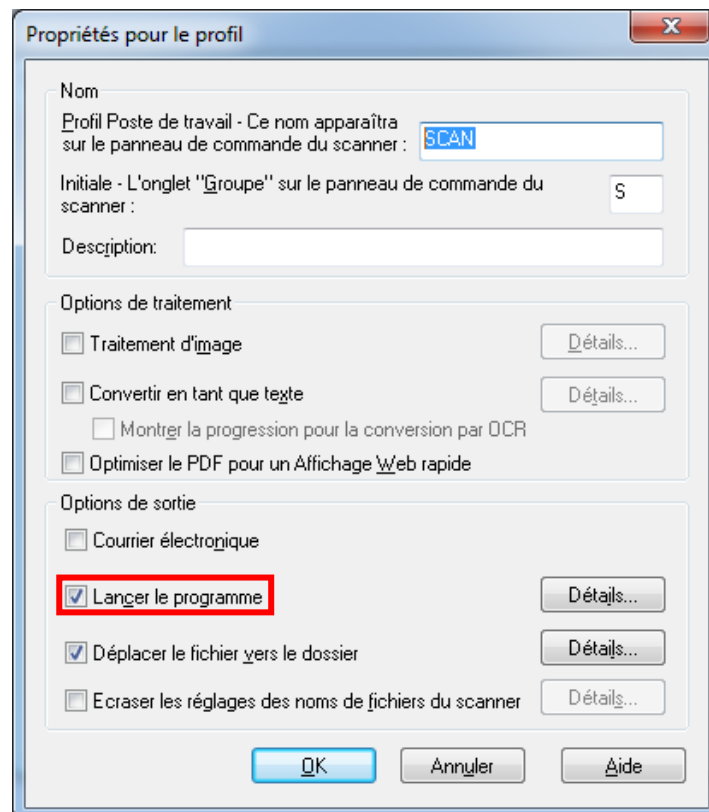 Propriétés pour le profil
Nom
Profil Poste de travail - Ce nom apparaîtra
sur le panneau de commande du scanner :
SCAN
Initiale - L'onglet "Groupe" sur le panneau de commande du
scanner :
S
Description:
Options de traitement
Traitement d'image
Détails...
Convertir en tant que texte
Détails...
Montrer la progression pour la conversion par OCR
Optimiser le PDF pour un Affichage Web rapide
Options de sortie
Courrier électronique
Lançer le programme
Détails...
Déplacer le fichier vers le dossier
Détails...
Ecraser les réglages des noms de fichiers du scanner
Détails...
OK
Annuler
Aide